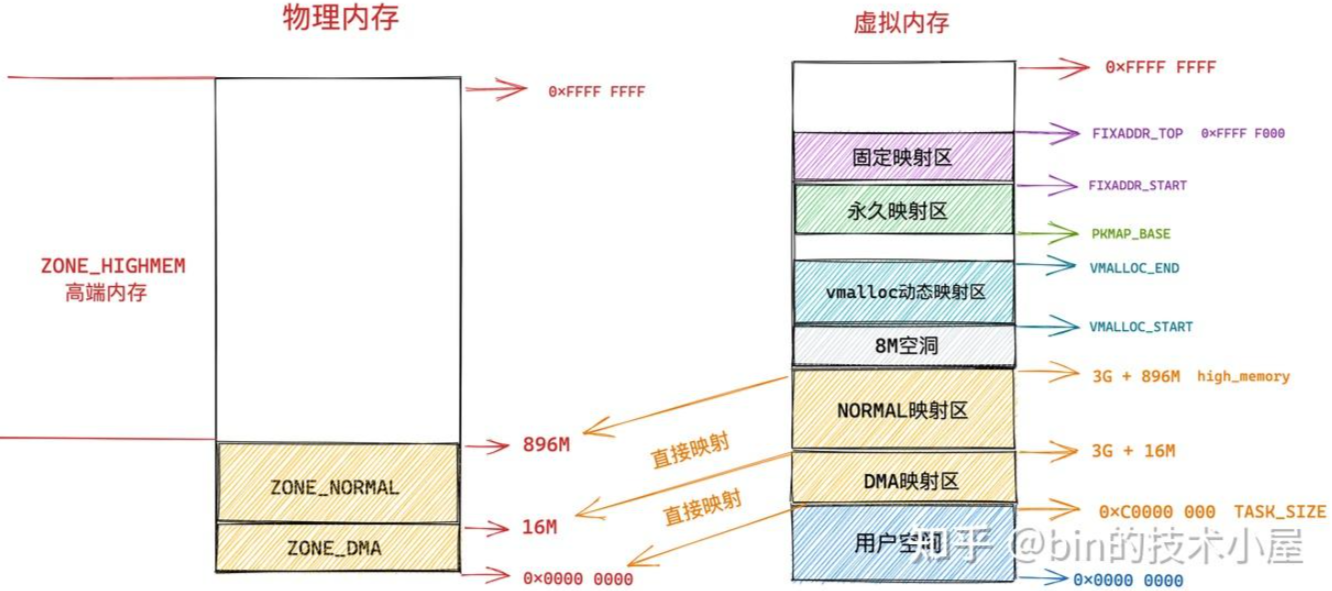 物理内存
0×FFFF FFFF
ZONE_HIGHMEM
高端内存
896M
ZONE_NORMAL
16M
ZONE_DMA
0×0000 0000
直接映射
直接映射
虚拟内存
0×FFFF FFFF
FIXADDR_TOP 0×FFFF F000
固定映射区
FIXADDR_START
永久映射区
PKMAP_BASE
VMALLOC_END
vmalloc动态映射区
VMALLOC_START
8M空洞
3G + 896M high_memory
NORMAL映射区
3G + 16M
DMA映射区
0×C0000 000 TASK_SIZE
用户空间
知乎 @bin的技术小屋
0×0000 0000